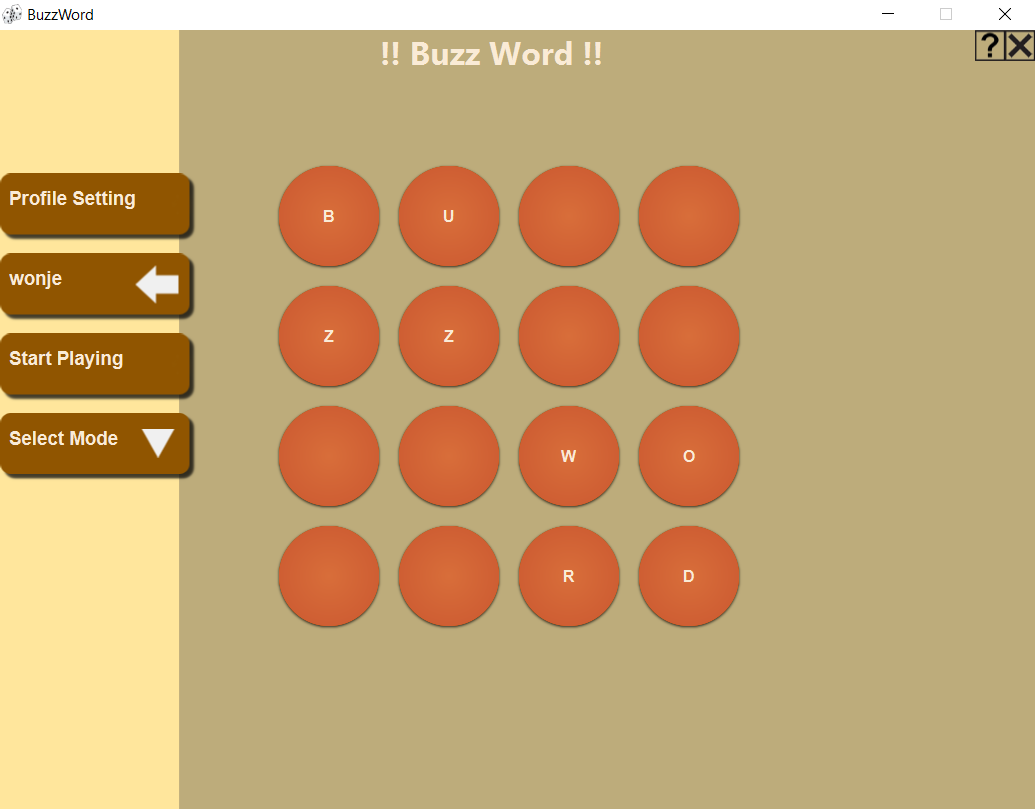 BuzzWord
!! Buzz Word !!
?
Profile Setting
wonje
Start Playing
Select Mode
B U
Z Z
W O
R D